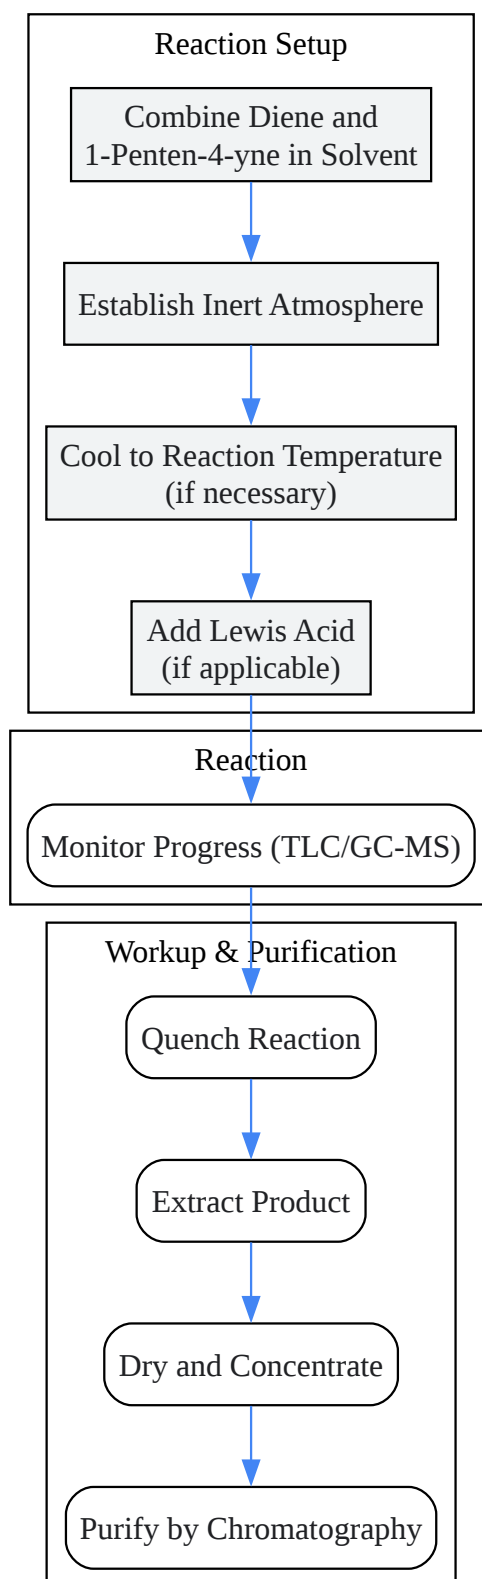 Reaction Setup
Combine Diene and
1-Penten-4-yne in Solvent
Establish Inert Atmosphere
Cool to Reaction Temperature
(if necessary)
Add Lewis Acid
(if applicable)
Reaction
Monitor Progress (TLC/GC-MS)
Workup & Purification
Quench Reaction
Extract Product
Dry and Concentrate
Purify by Chromatography